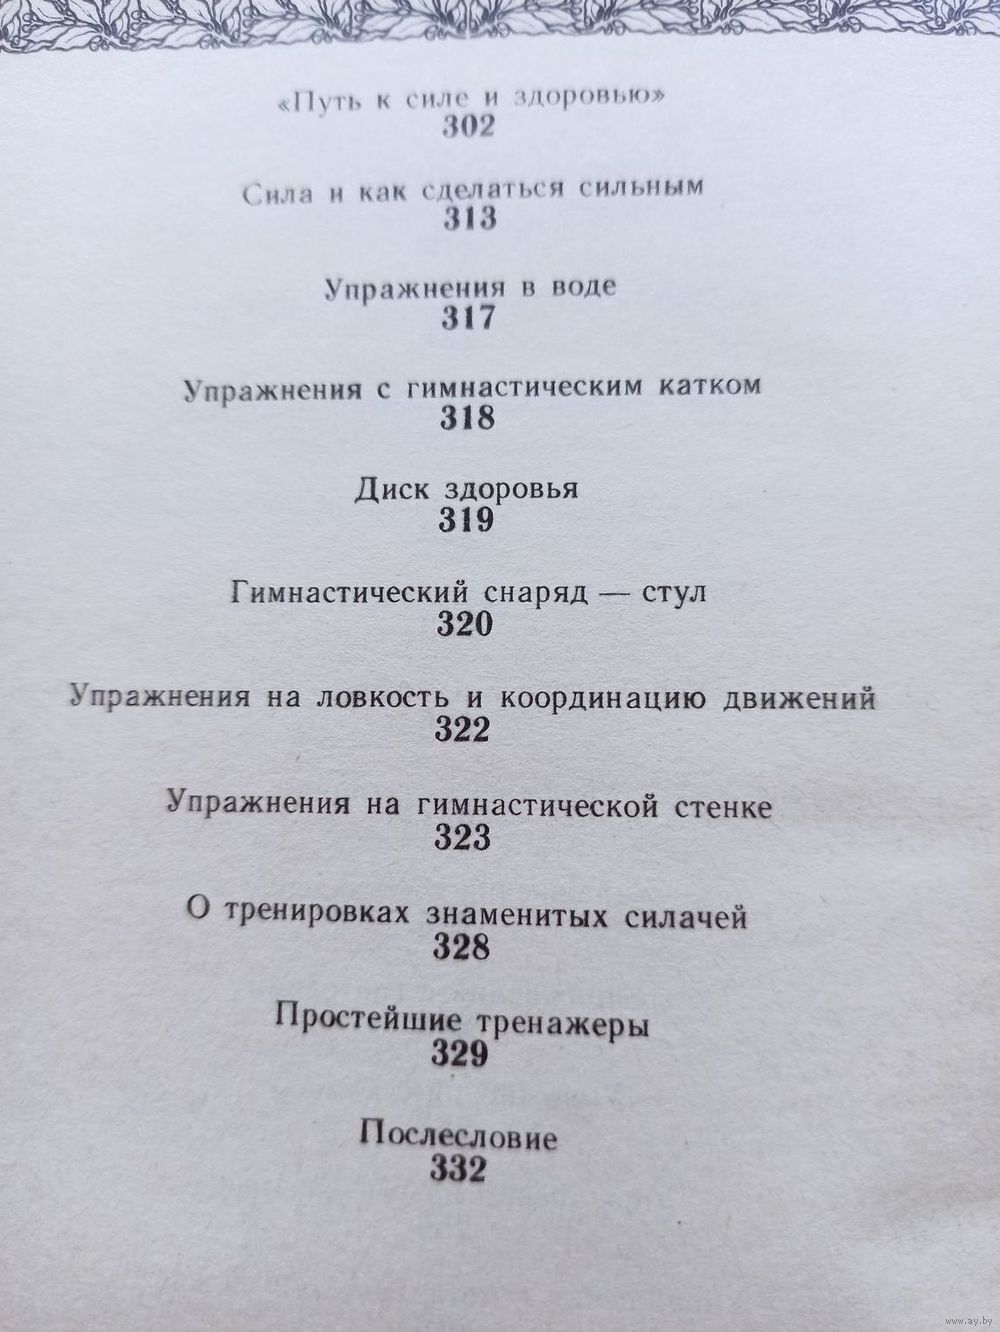 «Путь к силе и здоровью»
302
Сила и как сделаться сильным
313
Упражнения в воде
317
Упражнения с гимнастическим катком
318
Диск здоровья
319
Гимнастический снаряд — стул
320
Упражнения на ловкость и координацию движений
322
Упражнения на гимнастической стенке
323
О тренировках знаменитых силачей
328
Простейшие тренажеры
329
Послесловие
332
www.ay.by